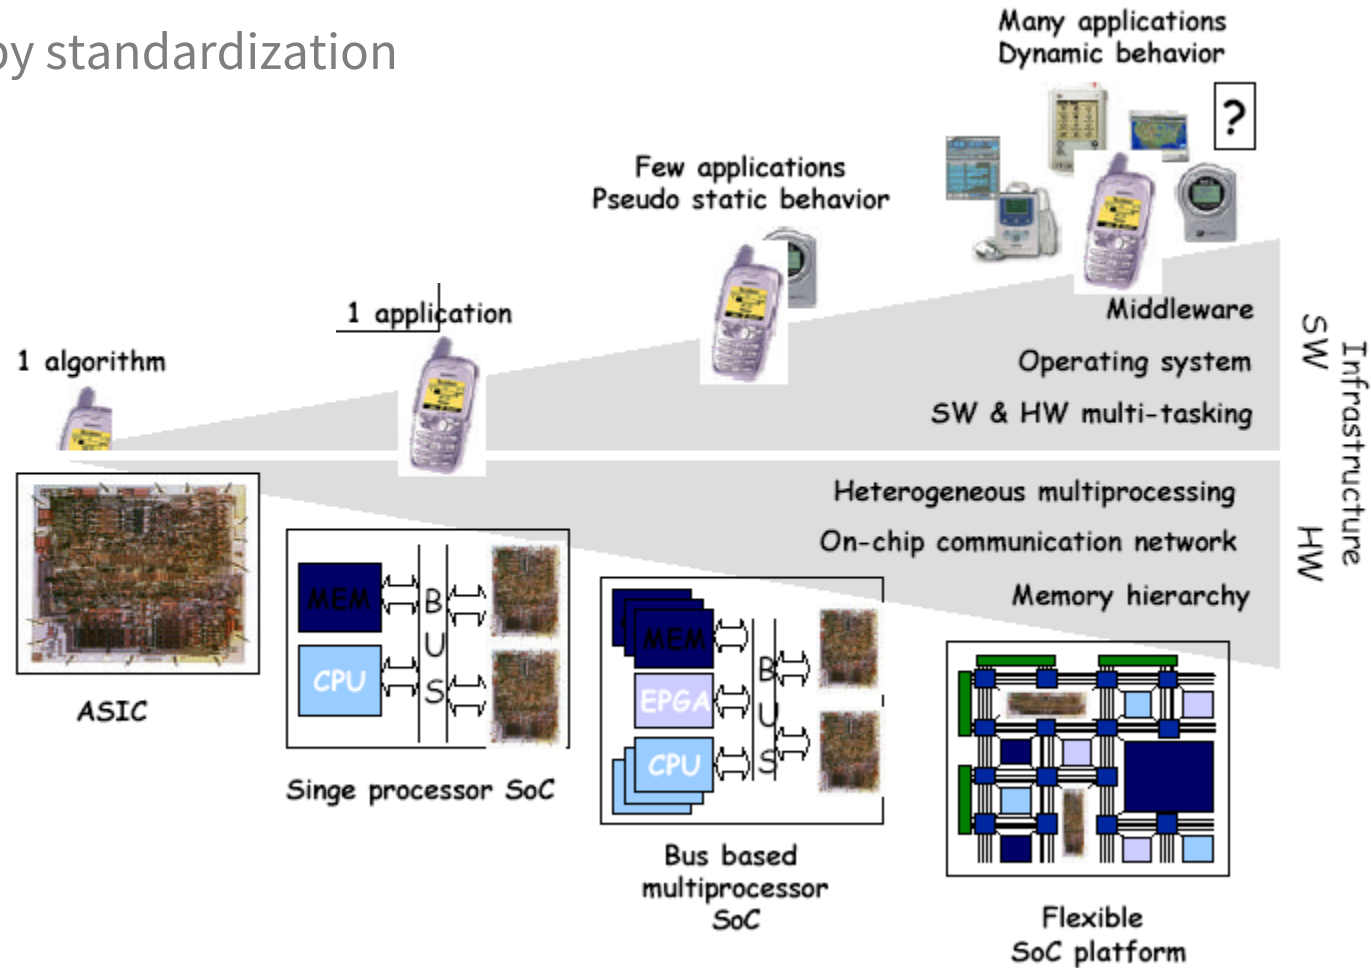 by standardization
Many applications
Dynamic behavior
?
Few applications
Pseudo static behavior
1 application
1 algorithm
Middleware
Operating system
SW & HW multi-tasking
SW
Infrastructure
HW
Heterogeneous multiprocessing
On-chip communication network
Memory hierarchy
ASIC
MEM
CPU
BUS
Singe processor SoC
MEM
EPGA
CPU
BUS
Bus based
multiprocessor
SoC
Flexible
SoC platform